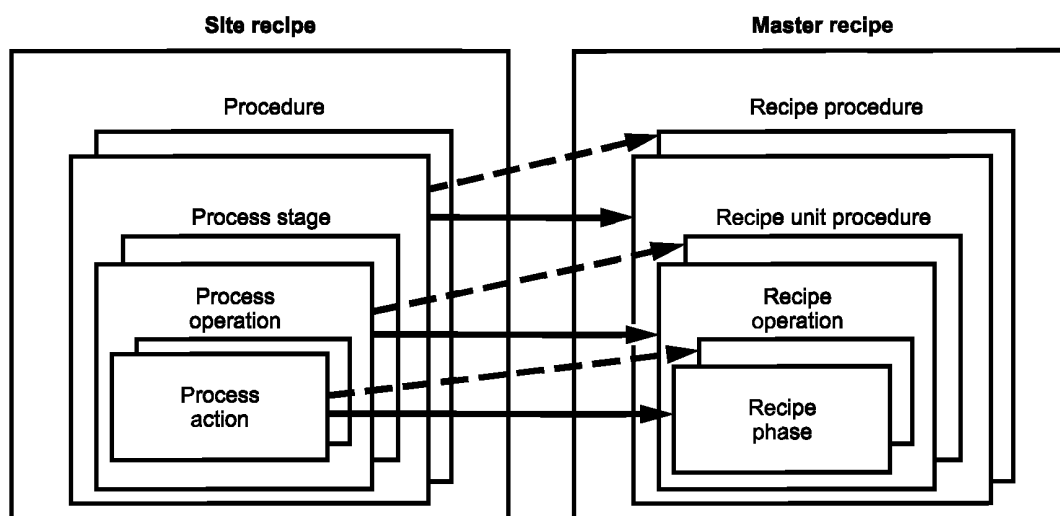 Site recipe
Master recipe
Procedure
Recipe procedure
Process stage
Recipe unit procedure
Process
operation
Recipe
operation
Process
action
Recipe
phase